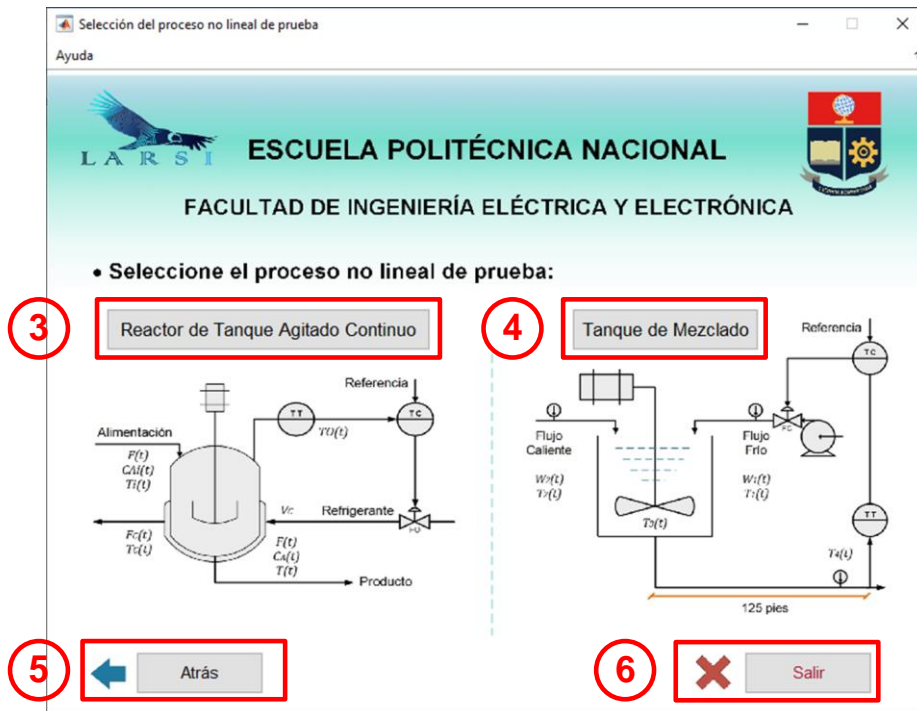 Selección del proceso no lineal de prueba
Ayuda
LARSI
ESCUELA POLITÉCNICA NACIONAL
FACULTAD DE INGENIERÍA ELÉCTRICA Y ELECTRÓNICA
• Seleccione el proceso no lineal de prueba:
3
Reactor de Tanque Agitado Continuo
4
Tanque de Mezclado
Referencia
TT
TC
TO(t)
Alimentación
F(t)
CAi(t)
Ti(t)
Vc
Refrigerante
Fc(t)
Tc(t)
F(t)
CA(t)
T(t)
Producto
Referencia
TC
Flujo
Caliente
W2(t)
T2(t)
Flujo
Frío
W1(t)
T1(t)
T3(t)
TT
T4(t)
125 pies
5
Atrás
6
Salir